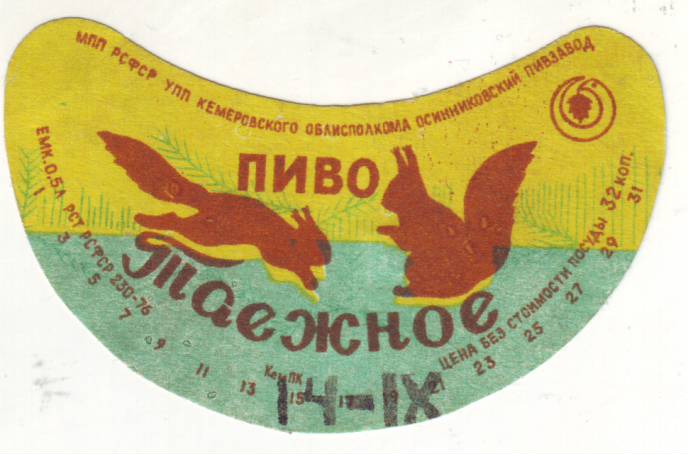 МПП РСФСР УПП КЕМЕРОВСКОГО ОБЛИСПОЛКОМА ОСИННИКОВСКИЙ ПИВЗАВОД
ПИВО
Таежное
ЕМК.0,5Л РСТ РСФСР 230-76
ЦЕНА БЕЗ СТОИМОСТИ ПОСУДЫ 32 КОП.
1 3 5 7 9 11 13 15 17 19 21 23 25 27 29 31
14-IX